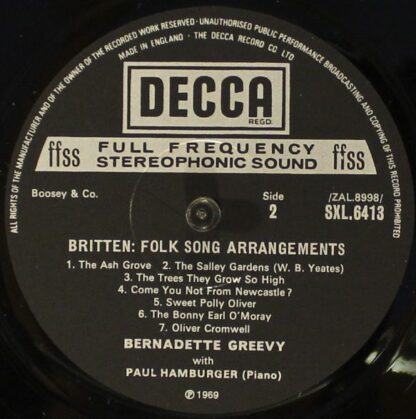 ALL RIGHTS OF THE MANUFACTURER AND OF THE OWNER OF THE RECORDED WORK RESERVED · UNAUTHORISED PUBLIC PERFORMANCE BROADCASTING AND COPYING OF THIS RECORD PROHIBITED
MADE IN ENGLAND · THE DECCA RECORD CO LTD
DECCA
REGD.
ffss FULL FREQUENCY ffss
STEREOPHONIC SOUND
Boosey & Co.
Side
2
/ZAL.8998/
SXL.6413
BRITTEN: FOLK SONG ARRANGEMENTS
1. The Ash Grove 2. The Salley Gardens (W. B. Yeates)
3. The Trees They Grow So High
4. Come You Not From Newcastle?
5. Sweet Polly Oliver
6. The Bonny Earl O'Moray
7. Oliver Cromwell
BERNADETTE GREEVY
with
PAUL HAMBURGER (Piano)
℗ 1969